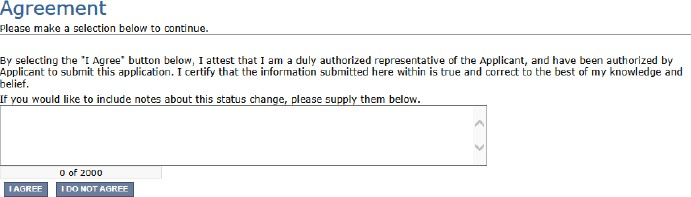 Agreement
Please make a selection below to continue.
By selecting the "I Agree" button below, I attest that I am a duly authorized representative of the Applicant, and have been authorized by
Applicant to submit this application. I certify that the information submitted here within is true and correct to the best of my knowledge and
belief.
If you would like to include notes about this status change, please supply them below.
0 of 2000
I AGREE I DO NOT AGREE